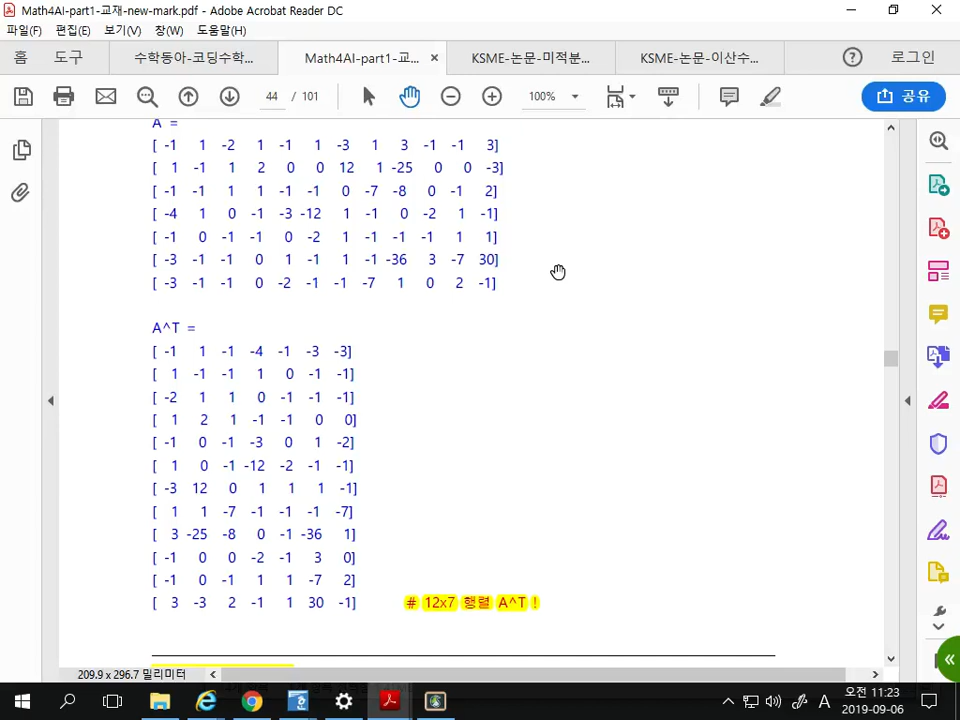 Math4AI-part1-교재-new-mark.pdf - Adobe Acrobat Reader DC
파일(F) 편집(E) 보기(V) 창(W) 도움말(H)
홈 도구 수학동아-코딩수학... Math4AI-part1-교... × KSME-논문-미적분... KSME-논문-이산수... 로그인
44 / 101 100% 공유
A =
[ -1 1 -2 1 -1 1 -3 1 3 -1 -1 3]
[ 1 -1 1 2 0 0 12 1 -25 0 0 -3]
[ -1 -1 1 1 -1 -1 0 -7 -8 0 -1 2]
[ -4 1 0 -1 -3 -12 1 -1 0 -2 1 -1]
[ -1 0 -1 -1 0 -2 1 -1 -1 -1 1 1]
[ -3 -1 -1 0 1 -1 1 -1 -36 3 -7 30]
[ -3 -1 -1 0 -2 -1 -1 -7 1 0 2 -1]
A^T =
[ -1 1 -1 -4 -1 -3 -3]
[ 1 -1 -1 1 0 -1 -1]
[ -2 1 1 0 -1 -1 -1]
[ 1 2 1 -1 -1 0 0]
[ -1 0 -1 -3 0 1 -2]
[ 1 0 -1 -12 -2 -1 -1]
[ -3 12 0 1 1 1 -1]
[ 1 1 -7 -1 -1 -1 -7]
[ 3 -25 -8 0 -1 -36 1]
[ -1 0 0 -2 -1 3 0]
[ -1 0 -1 1 1 -7 2]
[ 3 -3 2 -1 1 30 -1] # 12x7 행렬 A^T !
209.9 x 296.7 밀리미터
A 오전 11:23
2019-09-06